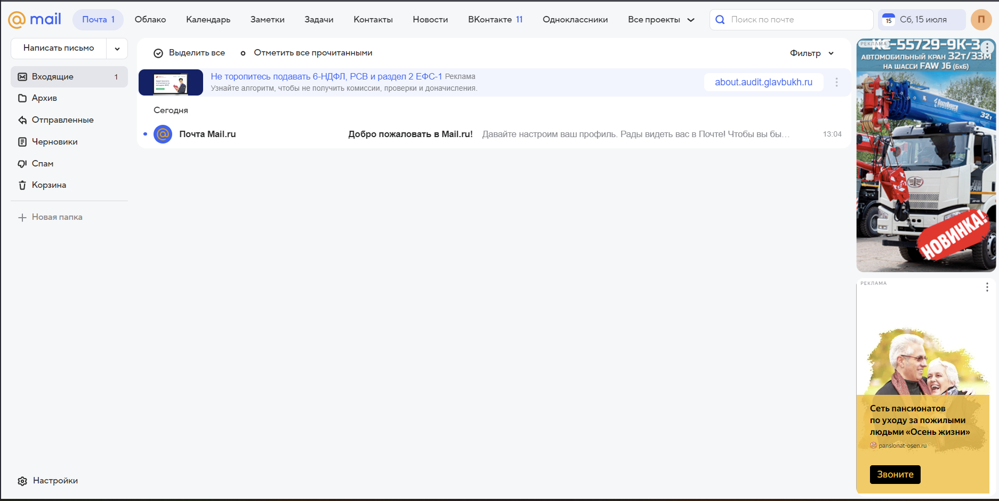 mail
Почта 1
Облако
Календарь
Заметки
Задачи
Контакты
Новости
ВКонтакте 11
Одноклассники
Все проекты
Поиск по почте
15
Сб, 15 июля
П
Написать письмо
Входящие 1
Архив
Отправленные
Черновики
Спам
Корзина
Новая папка
Настройки
Выделить все
Отметить все прочитанными
Фильтр
Не торопитесь подавать 6-НДФЛ, РСВ и раздел 2 ЕФС-1 Реклама
Узнайте алгоритм, чтобы не получить комиссии, проверки и доначисления.
about.audit.glavbukh.ru
Сегодня
Почта Mail.ru Добро пожаловать в Mail.ru! Давайте настроим ваш профиль. Рады видеть вас в Почте! Чтобы вы бы... 13:04
РЕКЛАМА
КС-55729-9К-3
АВТОМОБИЛЬНЫЙ КРАН 32Т/33М
НА ШАССИ FAW J6 (6x6)
32т
FAW
НОВИНКА!
РЕКЛАМА
Сеть пансионатов
по уходу за пожилыми
людьми «Осень жизни»
pansionat-osen.ru
Звоните